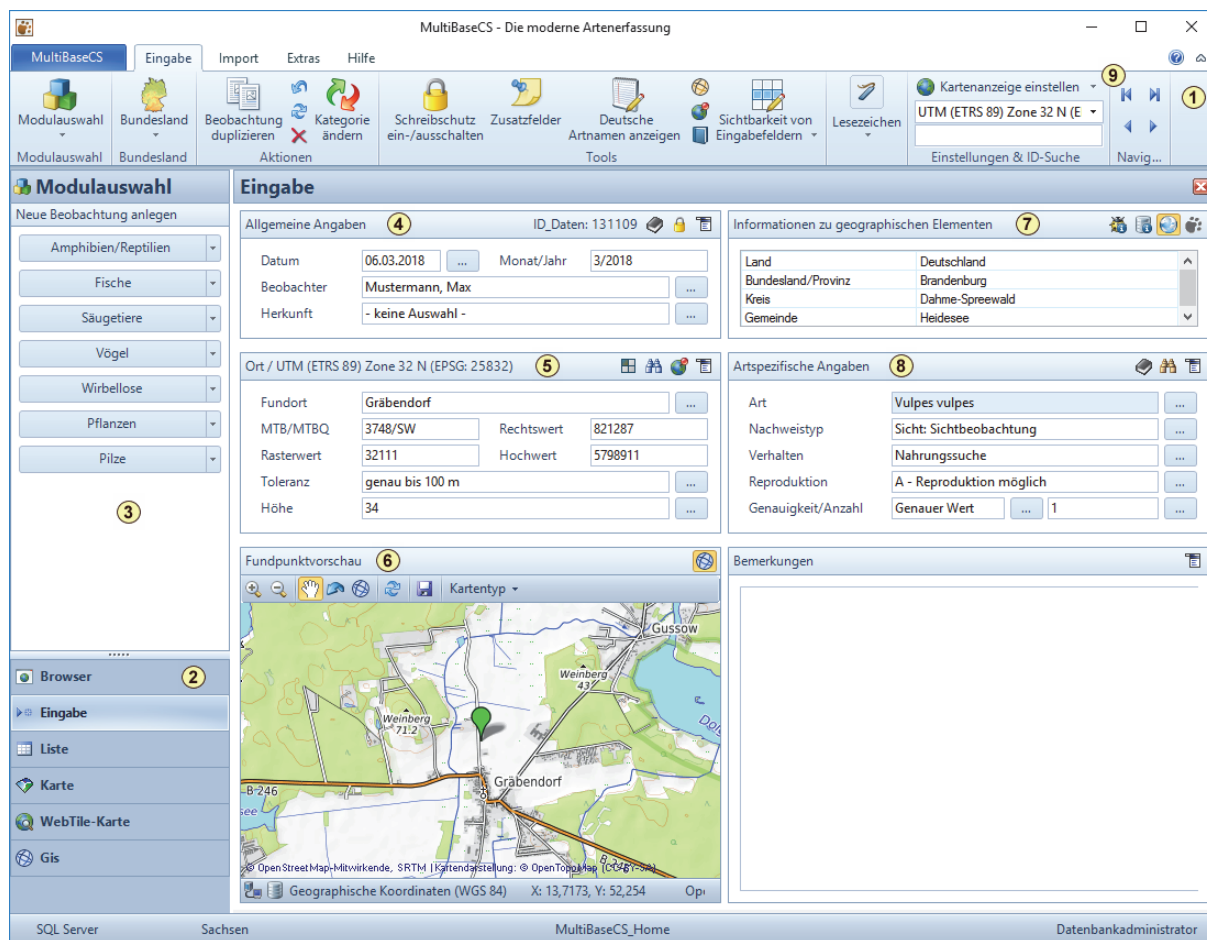 MultiBaseCS - Die moderne Artenerfassung
MultiBaseCS Eingabe Import Extras Hilfe
Modulauswahl
Bundesland
Beobachtung duplizieren
Kategorie ändern
Schreibschutz ein-/ausschalten
Zusatzfelder
Deutsche Artnamen anzeigen
Sichtbarkeit von Eingabefeldern
Lesezeichen
Kartenanzeige einstellen
UTM (ETRS 89) Zone 32 N (E
9
1
Modulauswahl Bundesland Aktionen Tools Einstellungen & ID-Suche Navig...
Modulauswahl
Neue Beobachtung anlegen
Amphibien/Reptilien
Fische
Säugetiere
Vögel
Wirbellose
Pflanzen
Pilze
3
Browser 2
Eingabe
Liste
Karte
WebTile-Karte
Gis
Eingabe
Allgemeine Angaben 4 ID_Daten: 131109
Datum 06.03.2018 ... Monat/Jahr 3/2018
Beobachter Mustermann, Max ...
Herkunft - keine Auswahl - ...
Informationen zu geographischen Elementen 7
Land Deutschland
Bundesland/Provinz Brandenburg
Kreis Dahme-Spreewald
Gemeinde Heidesee
Ort / UTM (ETRS 89) Zone 32 N (EPSG: 25832) 5
Fundort Gräbendorf ...
MTB/MTBQ 3748/SW Rechtswert 821287
Rasterwert 32111 Hochwert 5798911
Toleranz genau bis 100 m ...
Höhe 34 ...
Artspezifische Angaben 8
Art Vulpes vulpes ...
Nachweistyp Sicht: Sichtbeobachtung ...
Verhalten Nahrungssuche ...
Reproduktion A - Reproduktion möglich ...
Genauigkeit/Anzahl Genauer Wert ... 1 ...
Fundpunktvorschau 6
Kartentyp
Gussow
Weinberg
43
Weinberg
71.2
Gräbendorf
B 246
see
© OpenStreetMap-Mitwirkende, SRTM | Kartendarstellung: © OpenTopoMap (CC-BY-SA)
Geographische Koordinaten (WGS 84) X: 13,7173, Y: 52,254 Ope
Bemerkungen
SQL Server Sachsen MultiBaseCS_Home Datenbankadministrator